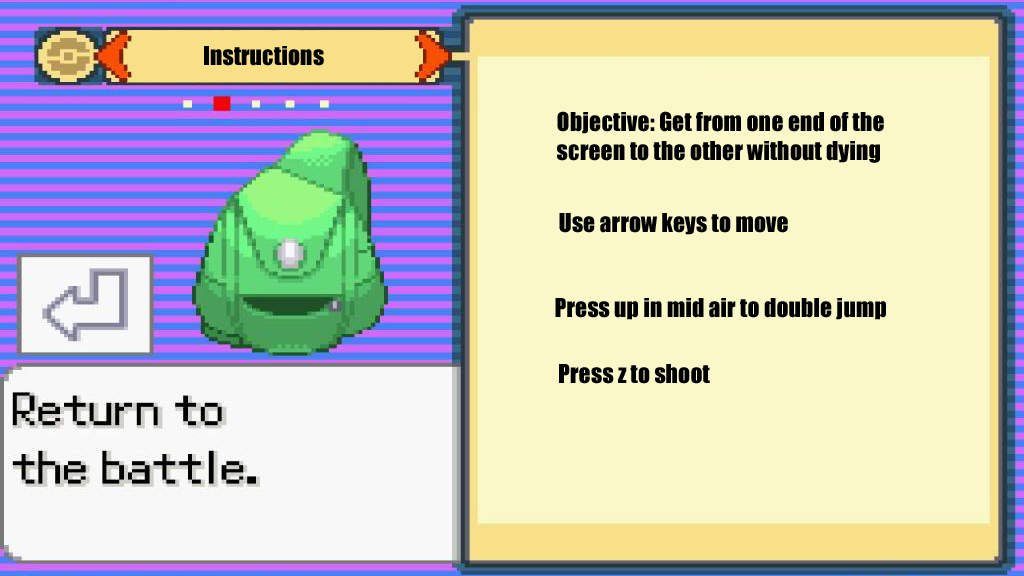 Instructions
Objective: Get from one end of the
screen to the other without dying
Use arrow keys to move
Press up in mid air to double jump
Press z to shoot
Return to
the battle.